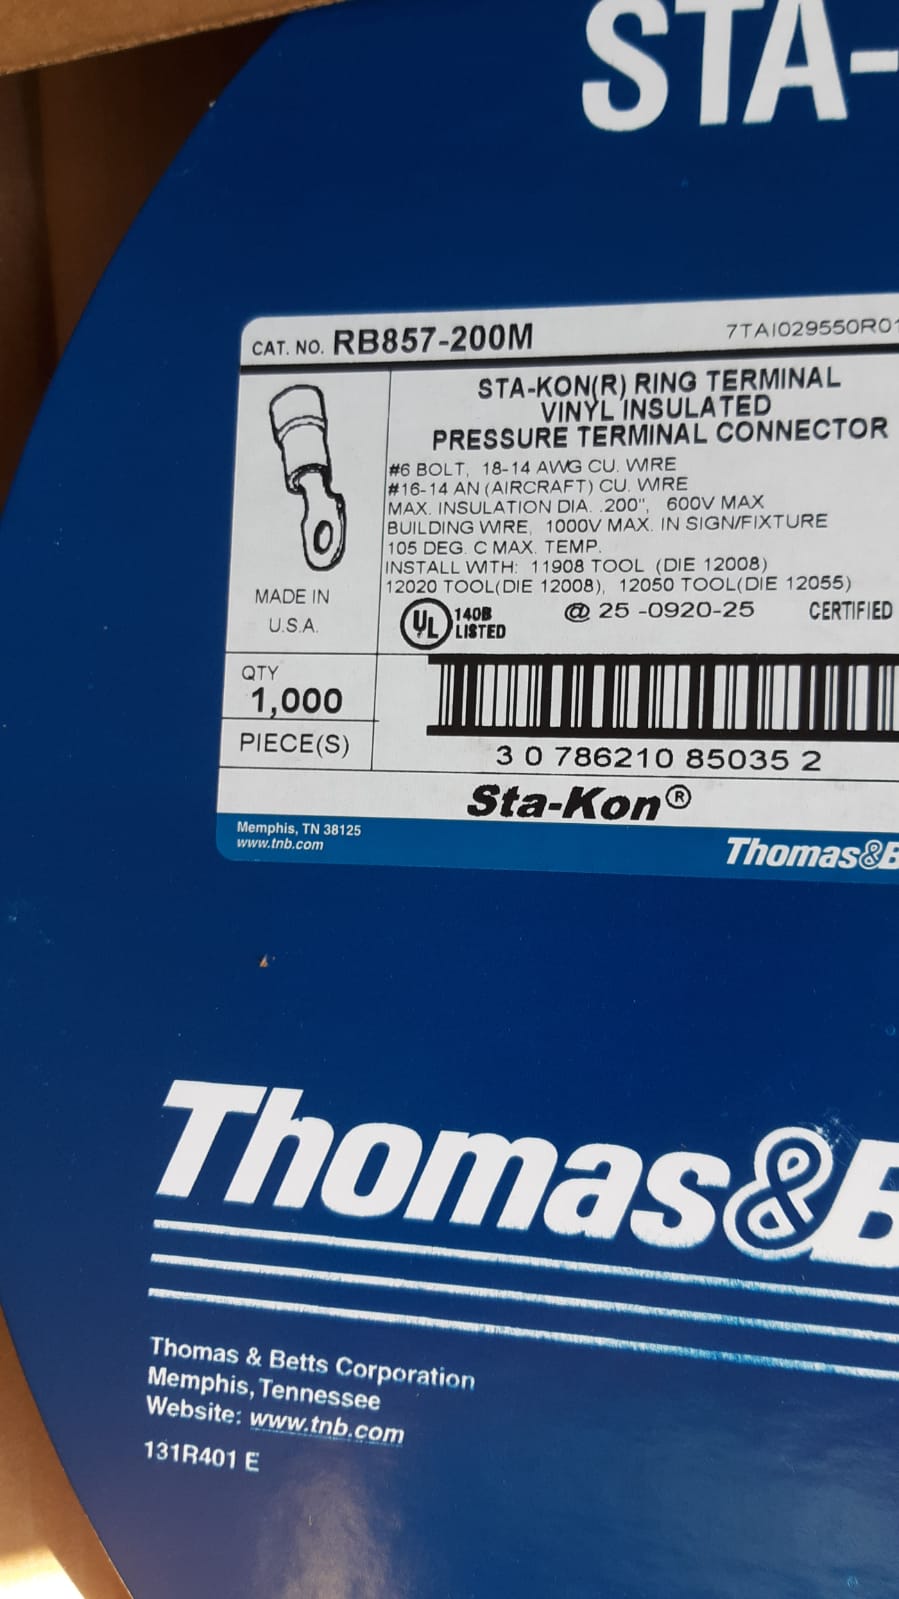 STA-
CAT. NO. RB857-200M
7TAI029550R01
STA-KON(R) RING TERMINAL
VINYL INSULATED
PRESSURE TERMINAL CONNECTOR
#6 BOLT, 18-14 AWG CU. WIRE
#16-14 AN (AIRCRAFT) CU. WIRE
MAX. INSULATION DIA. .200", 600V MAX
BUILDING WIRE, 1000V MAX. IN SIGN/FIXTURE
105 DEG. C MAX. TEMP.
INSTALL WITH: 11908 TOOL (DIE 12008)
12020 TOOL(DIE 12008), 12050 TOOL(DIE 12055)
MADE IN
U.S.A.
UL 140B
LISTED
@ 25 -0920-25 CERTIFIED
QTY
1,000
PIECE(S)
3 0 786210 85035 2
Sta-Kon®
Memphis, TN 38125
www.tnb.com
Thomas&B
Thomas&B
Thomas & Betts Corporation
Memphis, Tennessee
Website: www.tnb.com
131R401 E